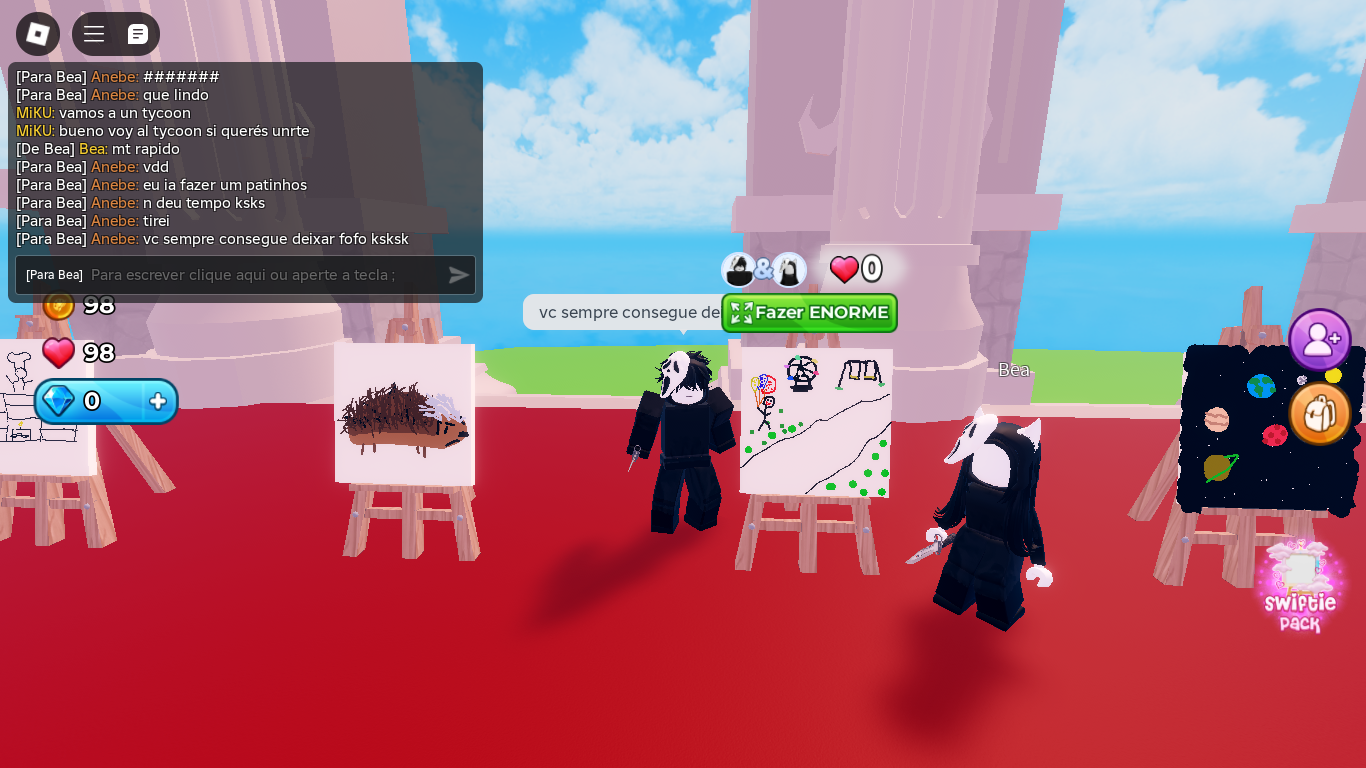 [Para Bea] Anebe: #######
[Para Bea] Anebe: que lindo
MiKU: vamos a un tycoon
MiKU: bueno voy al tycoon si querés unrte
[De Bea] Bea: mt rapido
[Para Bea] Anebe: vdd
[Para Bea] Anebe: eu ia fazer um patinhos
[Para Bea] Anebe: n deu tempo ksks
[Para Bea] Anebe: tirei
[Para Bea] Anebe: vc sempre consegue deixar fofo ksksk
[Para Bea] Para escrever clique aqui ou aperte a tecla ;
98
98
0
& 0
vc sempre consegue de
Fazer ENORME
Bea
swiftie
PACK